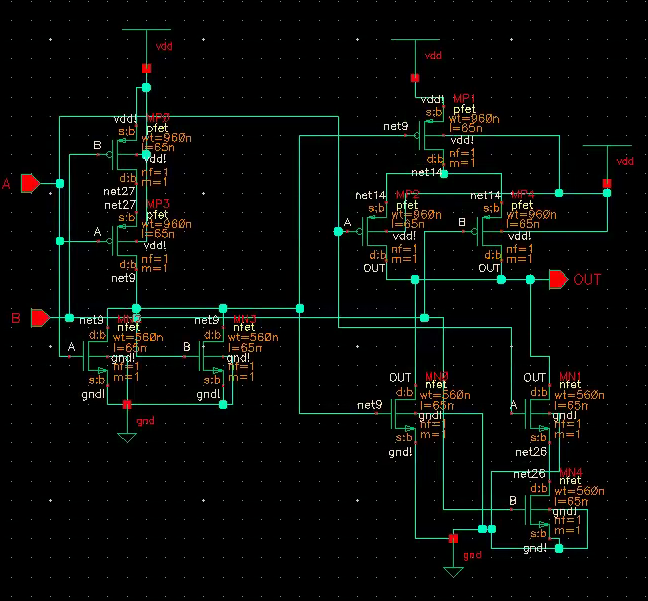 vdd
vdd
vdd
vdd!
MP0
s:b
pfet
wt=960n
l=65n
B
vdd!
nf=1
d:b
m=1
net27
net27
MP3
s:b
pfet
wt=960n
l=65n
A
vdd!
nf=1
d:b
m=1
net9
A
B
vdd!
MP1
s:b
pfet
wt=960n
l=65n
net9
vdd!
nf=1
d:b
m=1
net14
net14
MP2
s:b
pfet
wt=960n
l=65n
A
vdd!
nf=1
d:b
m=1
OUT
net14
MP4
s:b
pfet
wt=960n
l=65n
B
vdd!
nf=1
d:b
m=1
OUT
OUT
net9
nfet
wt=560n
d:b
l=65n
A
gnd!
nf=1
s:b
m=1
gnd!
net9
MN3
nfet
wt=560n
d:b
l=65n
B
gnd!
nf=1
s:b
m=1
gnd!
gnd
OUT
MN0
nfet
wt=560n
d:b
l=65n
net9
gnd!
nf=1
s:b
m=1
gnd!
OUT
MN1
nfet
wt=560n
d:b
l=65n
A
gnd!
nf=1
s:b
m=1
net26
net26
MN4
nfet
wt=560n
d:b
l=65n
B
gnd!
nf=1
s:b
m=1
gnd!
gnd